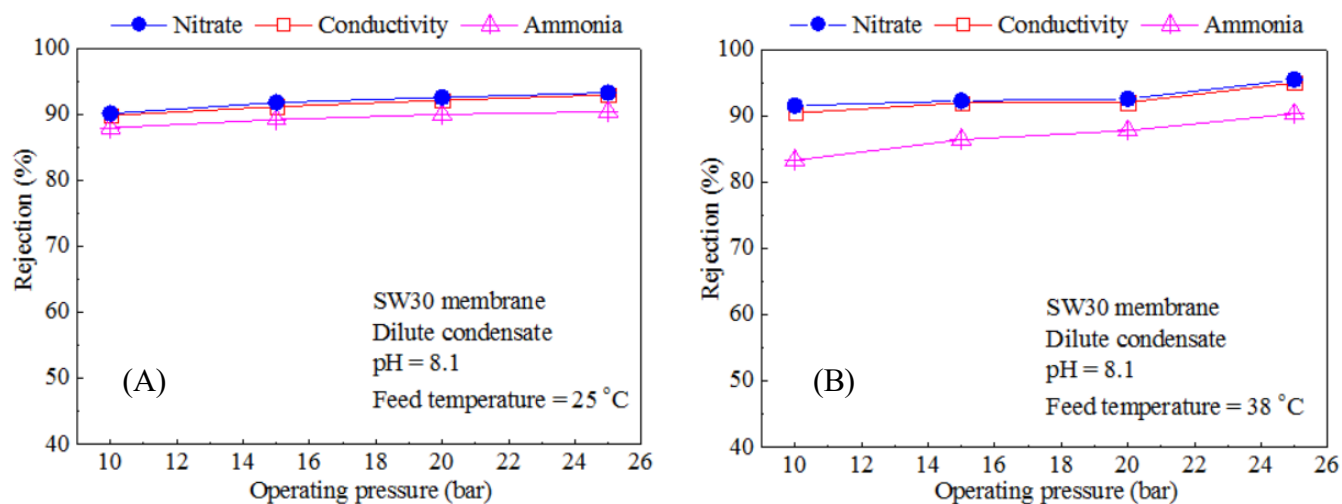 Nitrate Conductivity Ammonia
100
90
80
70
60
50
40
Rejection (%)
SW30 membrane
Dilute condensate
pH = 8.1
Feed temperature = 25 °C
(A)
10 12 14 16 18 20 22 24 26
Operating pressure (bar)
Nitrate Conductivity Ammonia
100
90
80
70
60
50
40
Rejection (%)
SW30 membrane
Dilute condensate
pH = 8.1
Feed temperature = 38 °C
(B)
10 12 14 16 18 20 22 24 26
Operating pressure (bar)